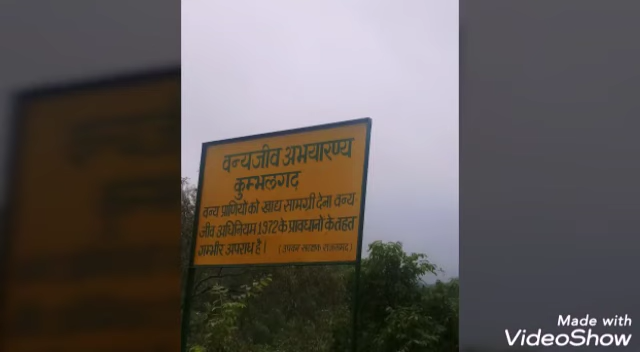 वन्यजीव अभयारण्य
कुम्भलगढ़
वन्य प्राणियों को खाद्य सामग्री देना वन्य-
जीव अधिनियम 1972 के प्रावधानो के तहत
गम्भीर अपराध है।
Made with
VideoShow